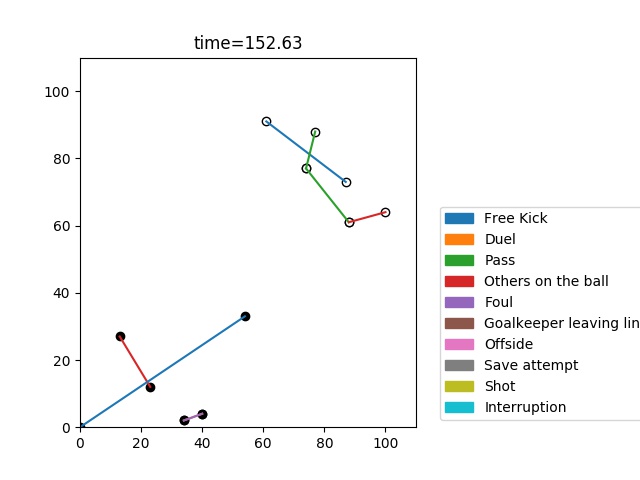 time=152.63
100
80
60
40
20
0
0 20 40 60 80 100
Free Kick
Duel
Pass
Others on the ball
Foul
Goalkeeper leaving lin
Offside
Save attempt
Shot
Interruption